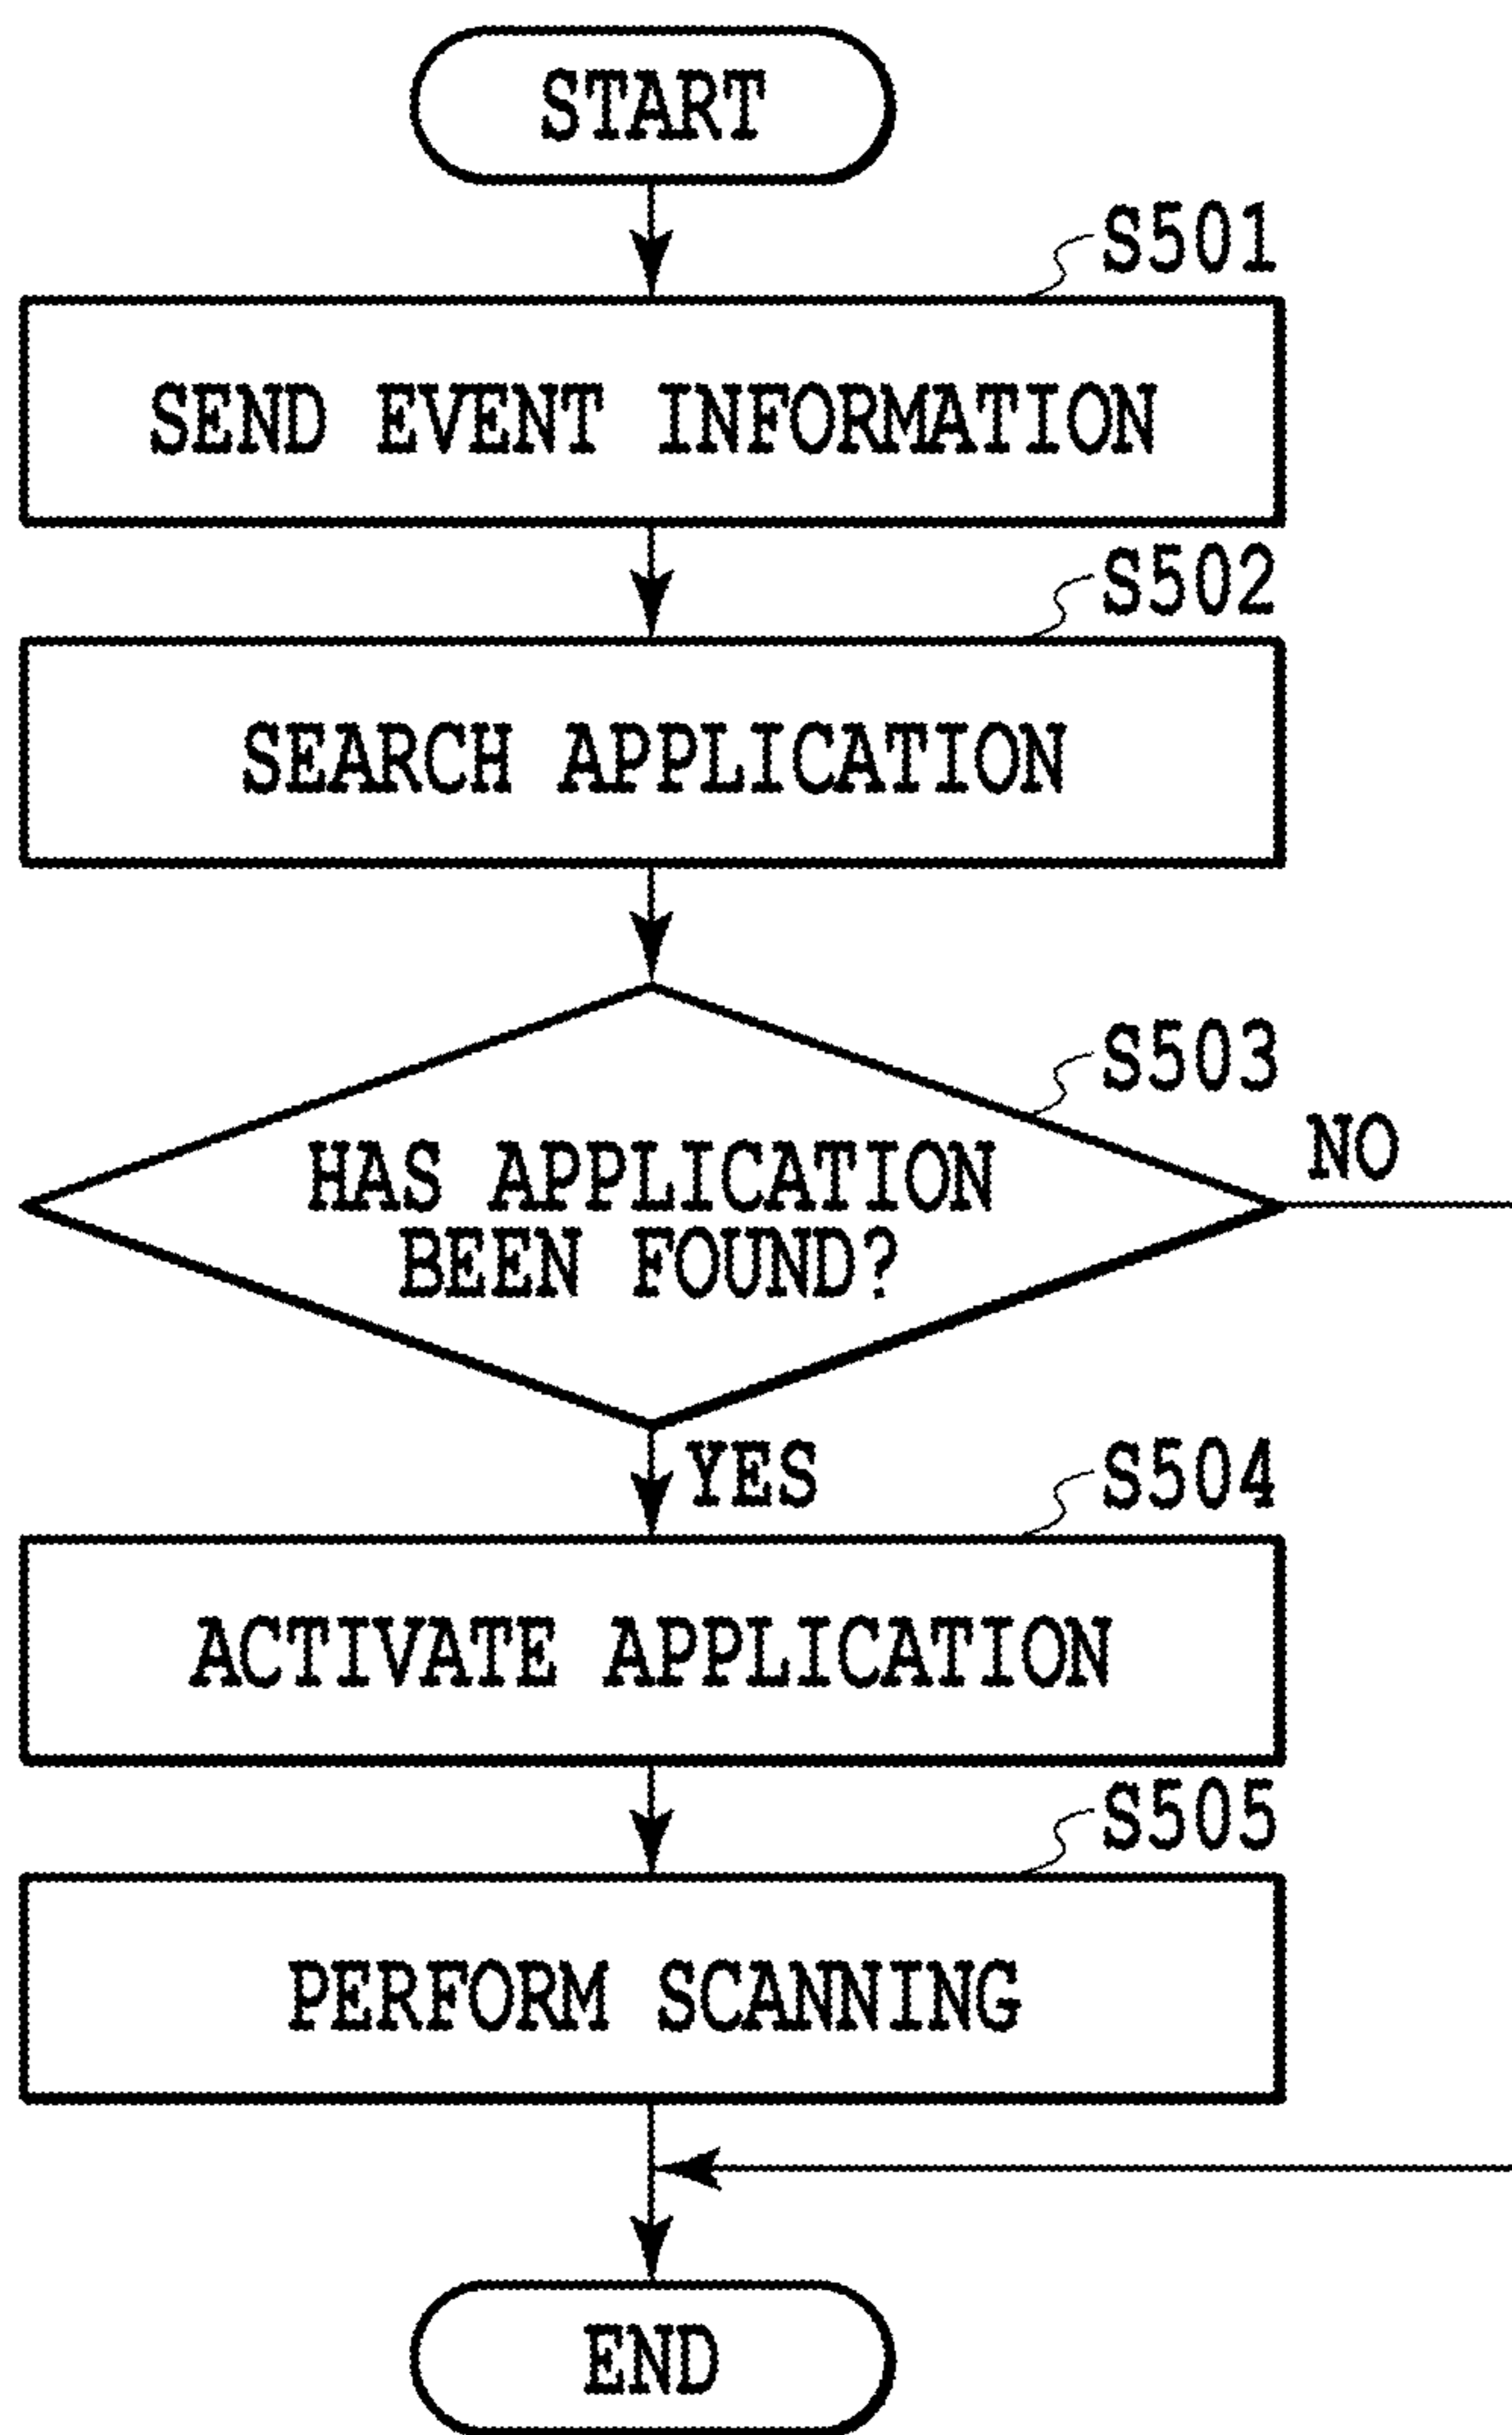 START
S501
SEND EVENT INFORMATION
S502
SEARCH APPLICATION
S503
NO
HAS APPLICATION
BEEN FOUND?
YES
S504
ACTIVATE APPLICATION
S505
PERFORM SCANNING
END